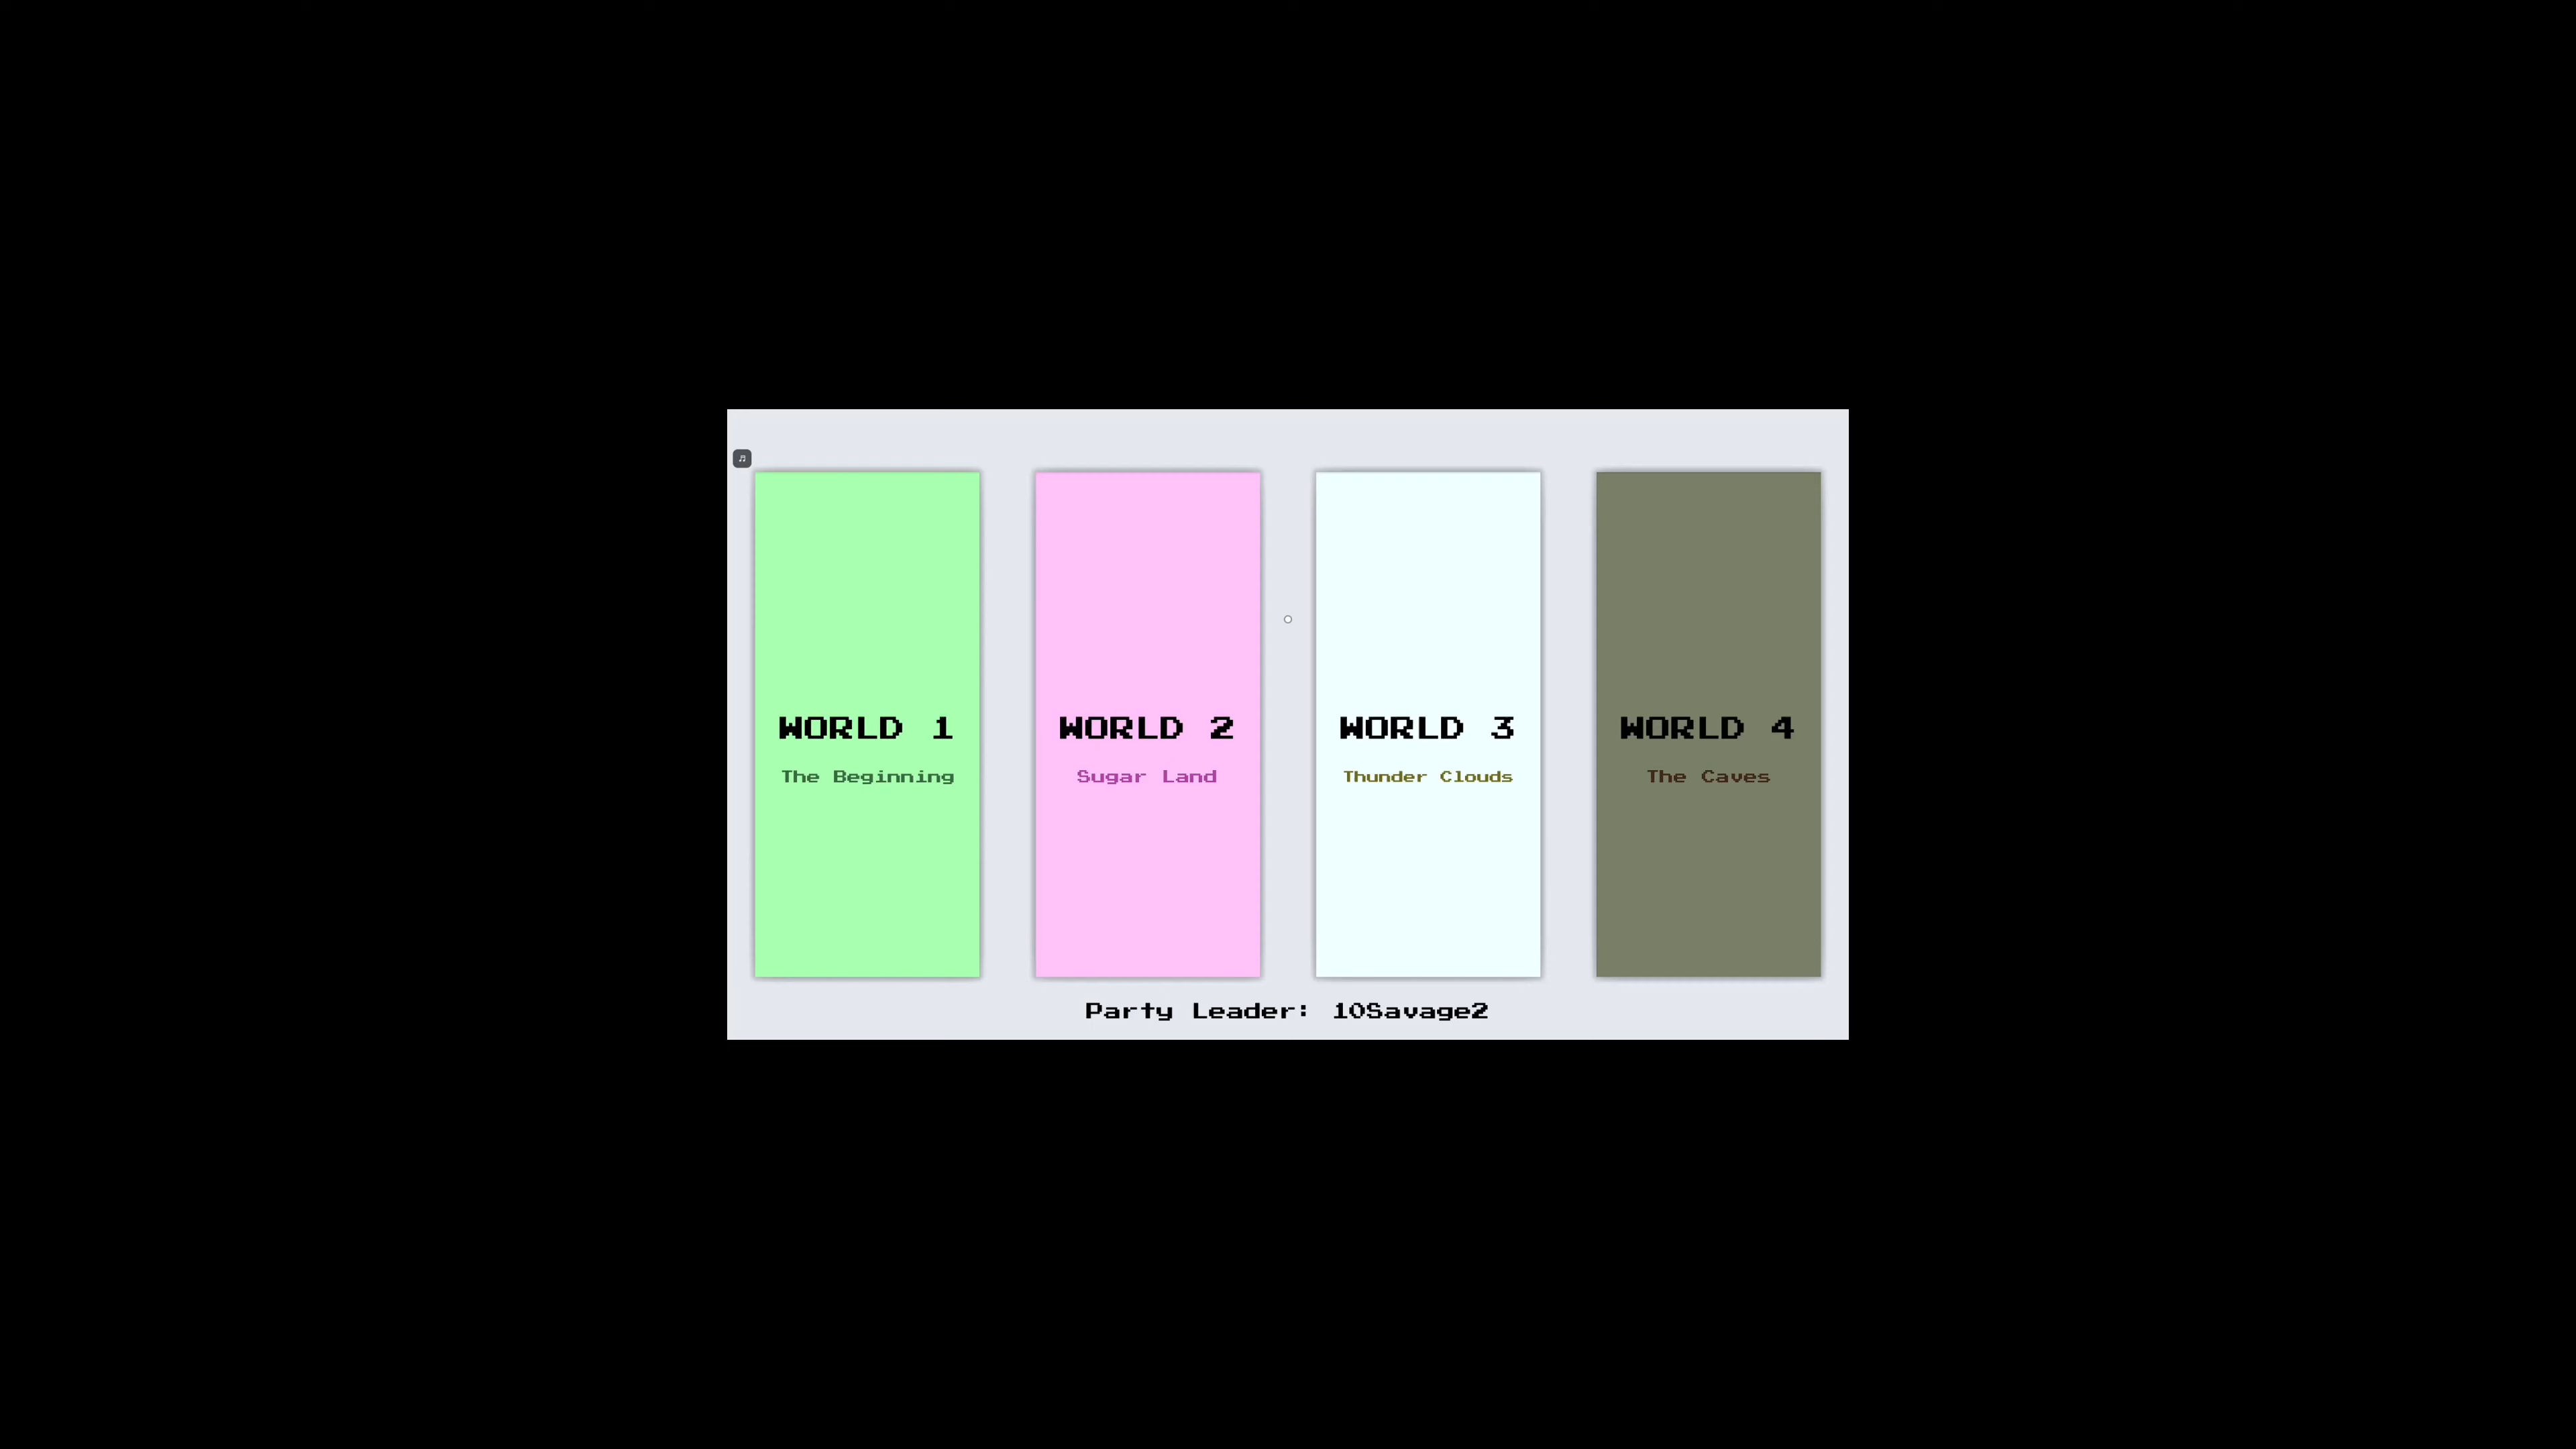 WORLD 1
The Beginning
WORLD 2
Sugar Land
WORLD 3
Thunder Clouds
WORLD 4
The Caves
Party Leader: 10Savage2